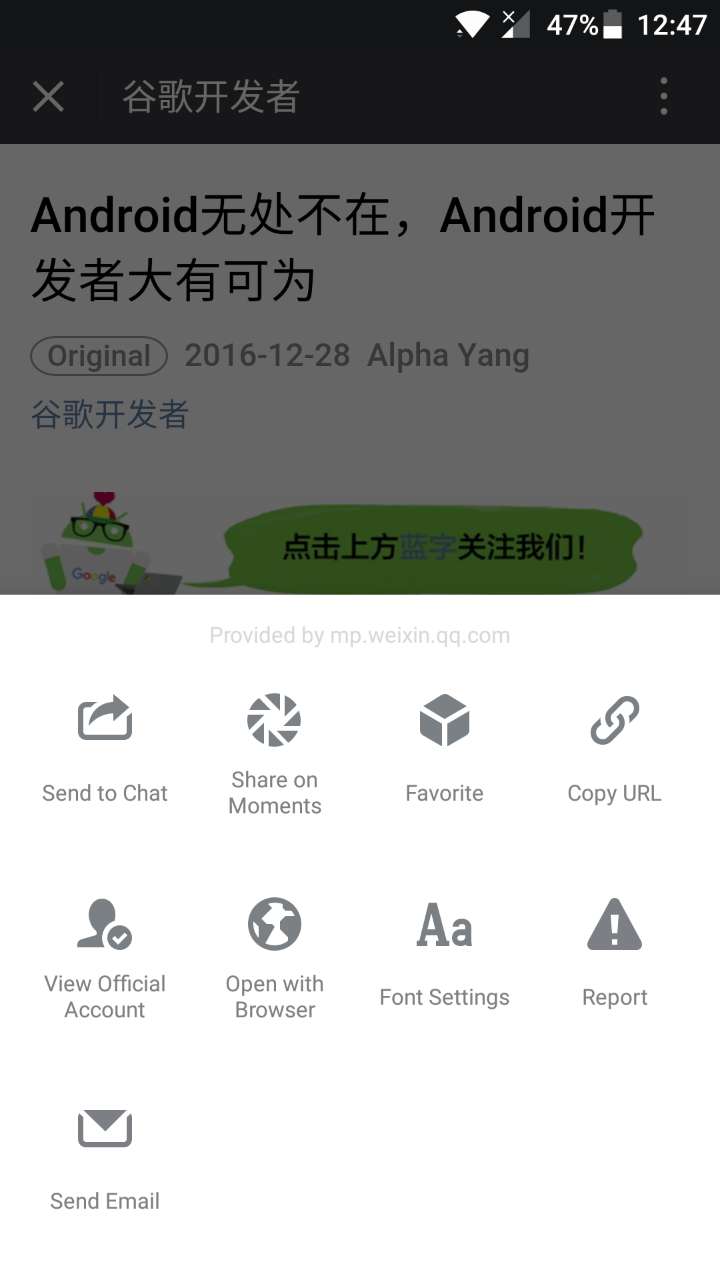 47% 12:47
谷歌开发者
Android无处不在，Android开
发者大有可为
Original 2016-12-28 Alpha Yang
谷歌开发者
点击上方蓝字关注我们！
Google
Provided by mp.weixin.qq.com
Send to Chat
Share on
Moments
Favorite
Copy URL
View Official
Account
Open with
Browser
Aa
Font Settings
Report
Send Email